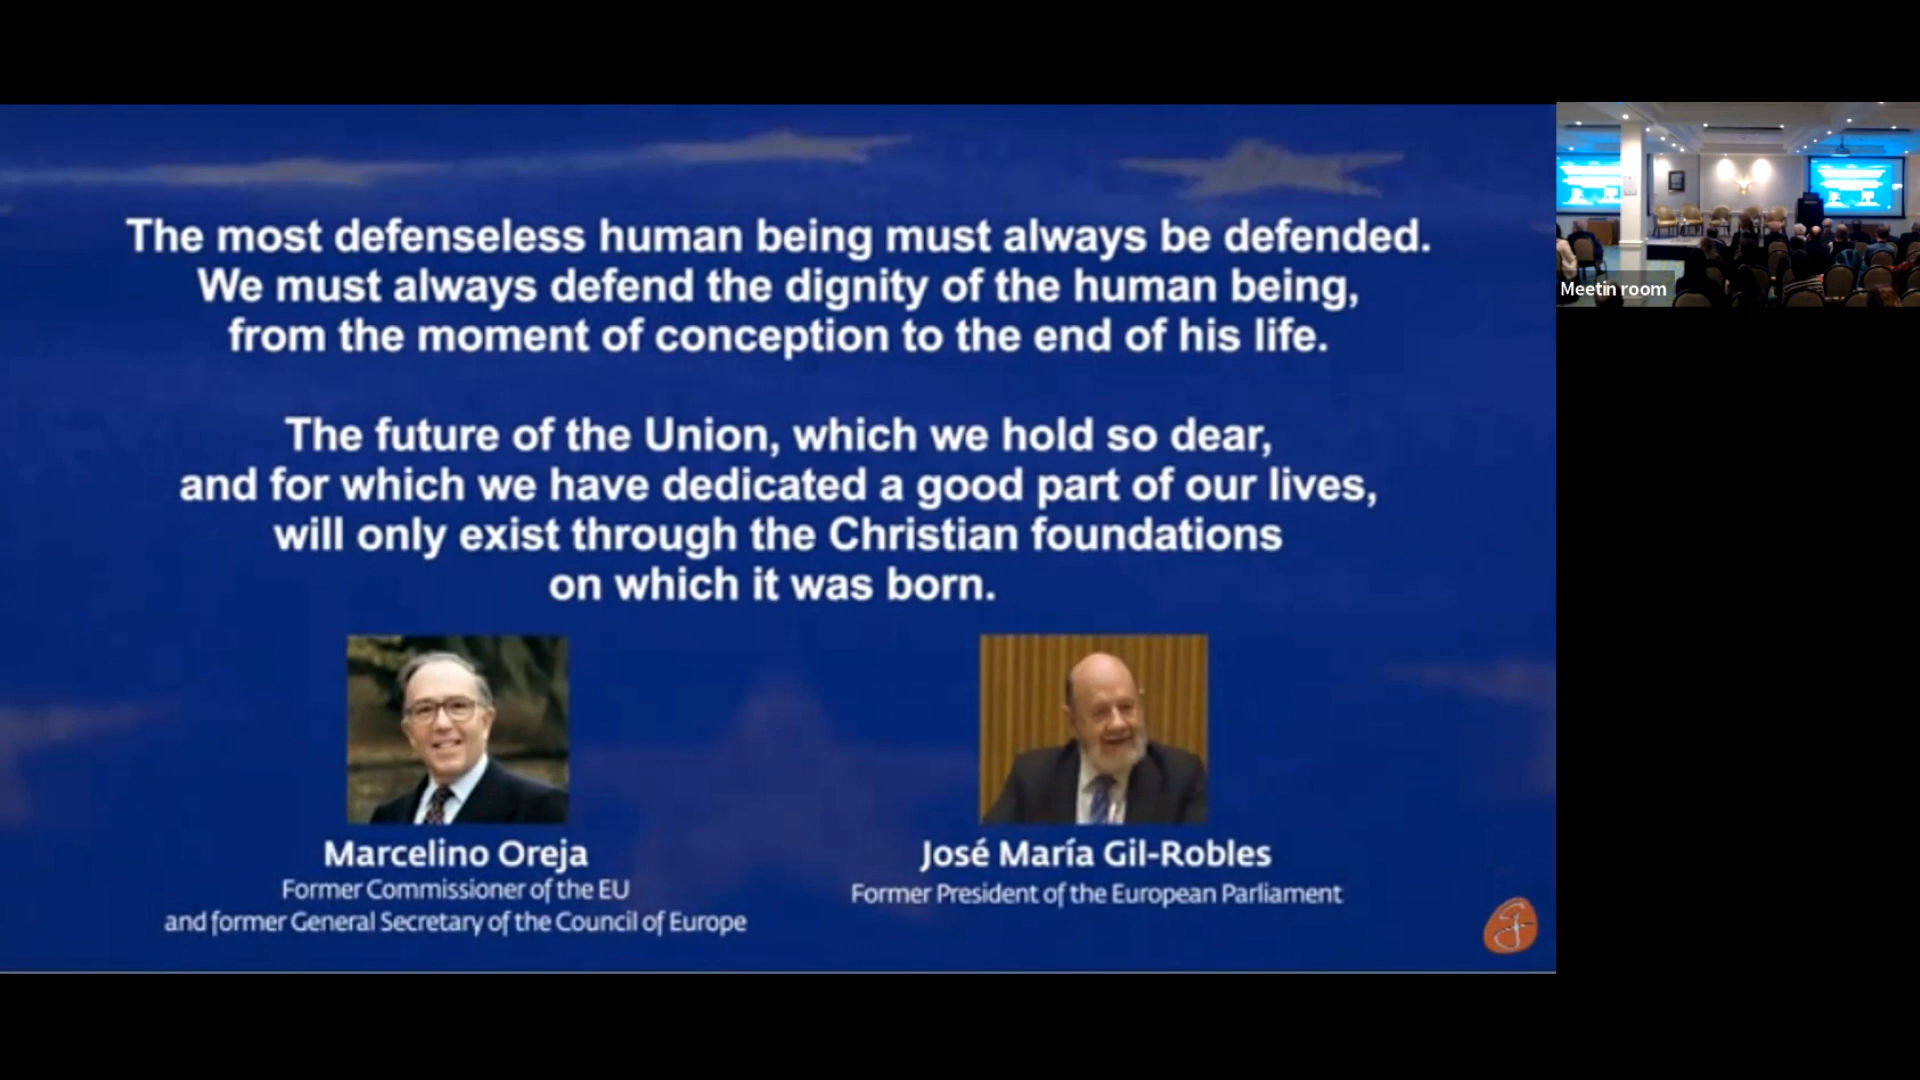 The most defenseless human being must always be defended.
We must always defend the dignity of the human being,
from the moment of conception to the end of his life.
The future of the Union, which we hold so dear,
and for which we have dedicated a good part of our lives,
will only exist through the Christian foundations
on which it was born.
Marcelino Oreja
Former Commissioner of the EU
and former General Secretary of the Council of Europe
José María Gil-Robles
Former President of the European Parliament
Meetin room